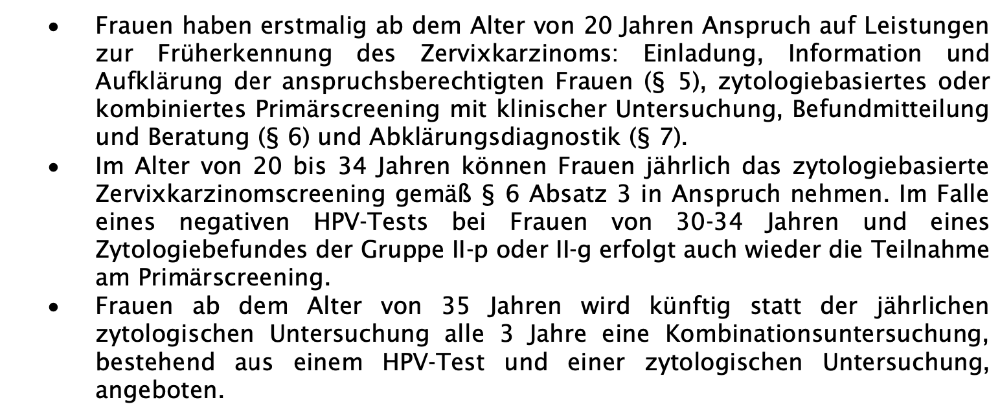 • Frauen haben erstmalig ab dem Alter von 20 Jahren Anspruch auf Leistungen
zur Früherkennung des Zervixkarzinoms: Einladung, Information und
Aufklärung der anspruchsberechtigten Frauen (§ 5), zytologiebasiertes oder
kombiniertes Primärscreening mit klinischer Untersuchung, Befundmitteilung
und Beratung (§ 6) und Abklärungsdiagnostik (§ 7).
• Im Alter von 20 bis 34 Jahren können Frauen jährlich das zytologiebasierte
Zervixkarzinomscreening gemäß § 6 Absatz 3 in Anspruch nehmen. Im Falle
eines negativen HPV-Tests bei Frauen von 30-34 Jahren und eines
Zytologiebefundes der Gruppe II-p oder II-g erfolgt auch wieder die Teilnahme
am Primärscreening.
• Frauen ab dem Alter von 35 Jahren wird künftig statt der jährlichen
zytologischen Untersuchung alle 3 Jahre eine Kombinationsuntersuchung,
bestehend aus einem HPV-Test und einer zytologischen Untersuchung,
angeboten.